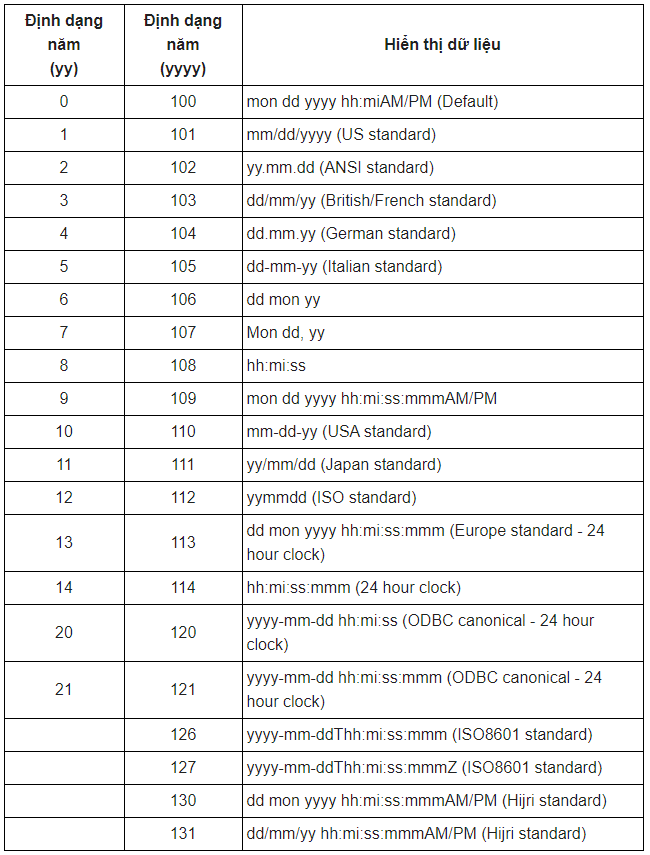 Định dạng năm (yy) Định dạng năm (yyyy) Hiển thị dữ liệu
0 100 mon dd yyyy hh:miAM/PM (Default)
1 101 mm/dd/yyyy (US standard)
2 102 yy.mm.dd (ANSI standard)
3 103 dd/mm/yy (British/French standard)
4 104 dd.mm.yy (German standard)
5 105 dd-mm-yy (Italian standard)
6 106 dd mon yy
7 107 Mon dd, yy
8 108 hh:mi:ss
9 109 mon dd yyyy hh:mi:ss:mmmAM/PM
10 110 mm-dd-yy (USA standard)
11 111 yy/mm/dd (Japan standard)
12 112 yymmdd (ISO standard)
13 113 dd mon yyyy hh:mi:ss:mmm (Europe standard - 24
hour clock)
14 114 hh:mi:ss:mmm (24 hour clock)
20 120 yyyy-mm-dd hh:mi:ss (ODBC canonical - 24 hour
clock)
21 121 yyyy-mm-dd hh:mi:ss:mmm (ODBC canonical - 24
hour clock)
126 yyyy-mm-ddThh:mi:ss:mmm (ISO8601 standard)
127 yyyy-mm-ddThh:mi:ss:mmmZ (ISO8601 standard)
130 dd mon yyyy hh:mi:ss:mmmAM/PM (Hijri standard)
131 dd/mm/yy hh:mi:ss:mmmAM/PM (Hijri standard)